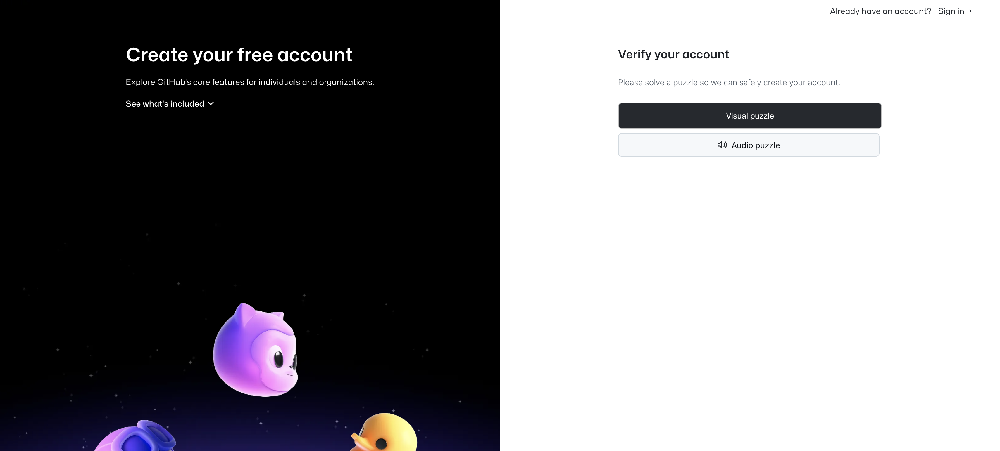 Already have an account? Sign in →
Create your free account
Explore GitHub's core features for individuals and organizations.
See what's included
Verify your account
Please solve a puzzle so we can safely create your account.
Visual puzzle
Audio puzzle